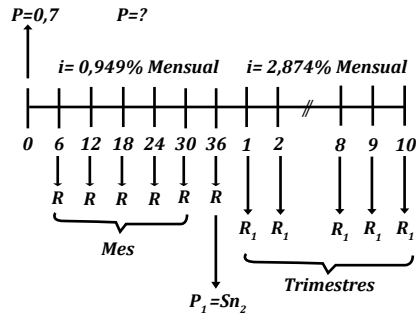 P=0,7 P=?
i= 0,949% Mensual i= 2,874% Mensual
0 6 12 18 24 30 36 1 2 8 9 10
R R R R R R R₁ R₁ R₁ R₁ R₁
Mes Trimestres
P₁=Sn₂